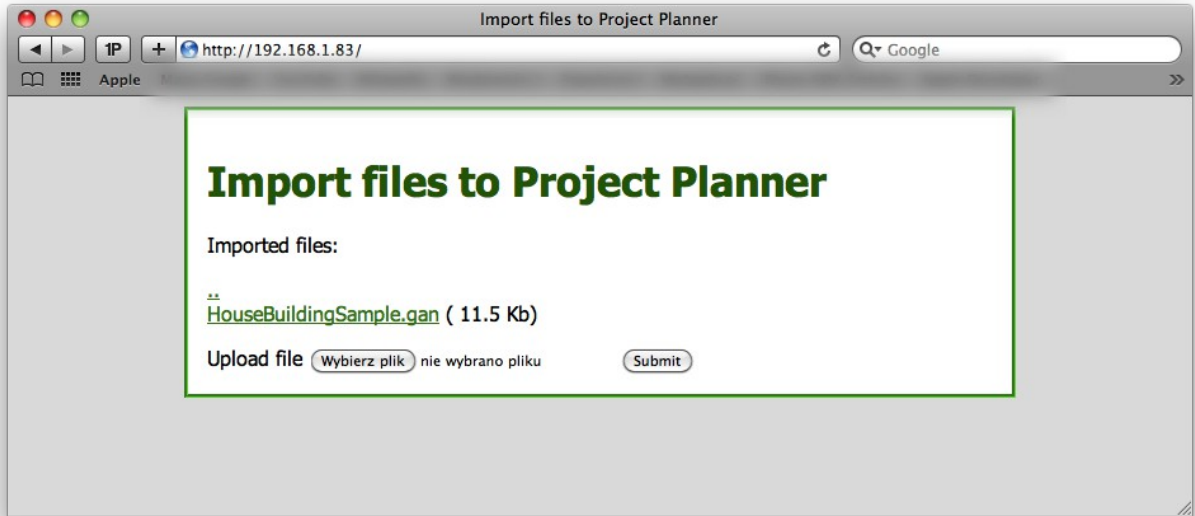 Import files to Project Planner
1P + http://192.168.1.83/ Google
Apple
Import files to Project Planner
Imported files:
..
HouseBuildingSample.gan ( 11.5 Kb)
Upload file Wybierz plik nie wybrano pliku Submit